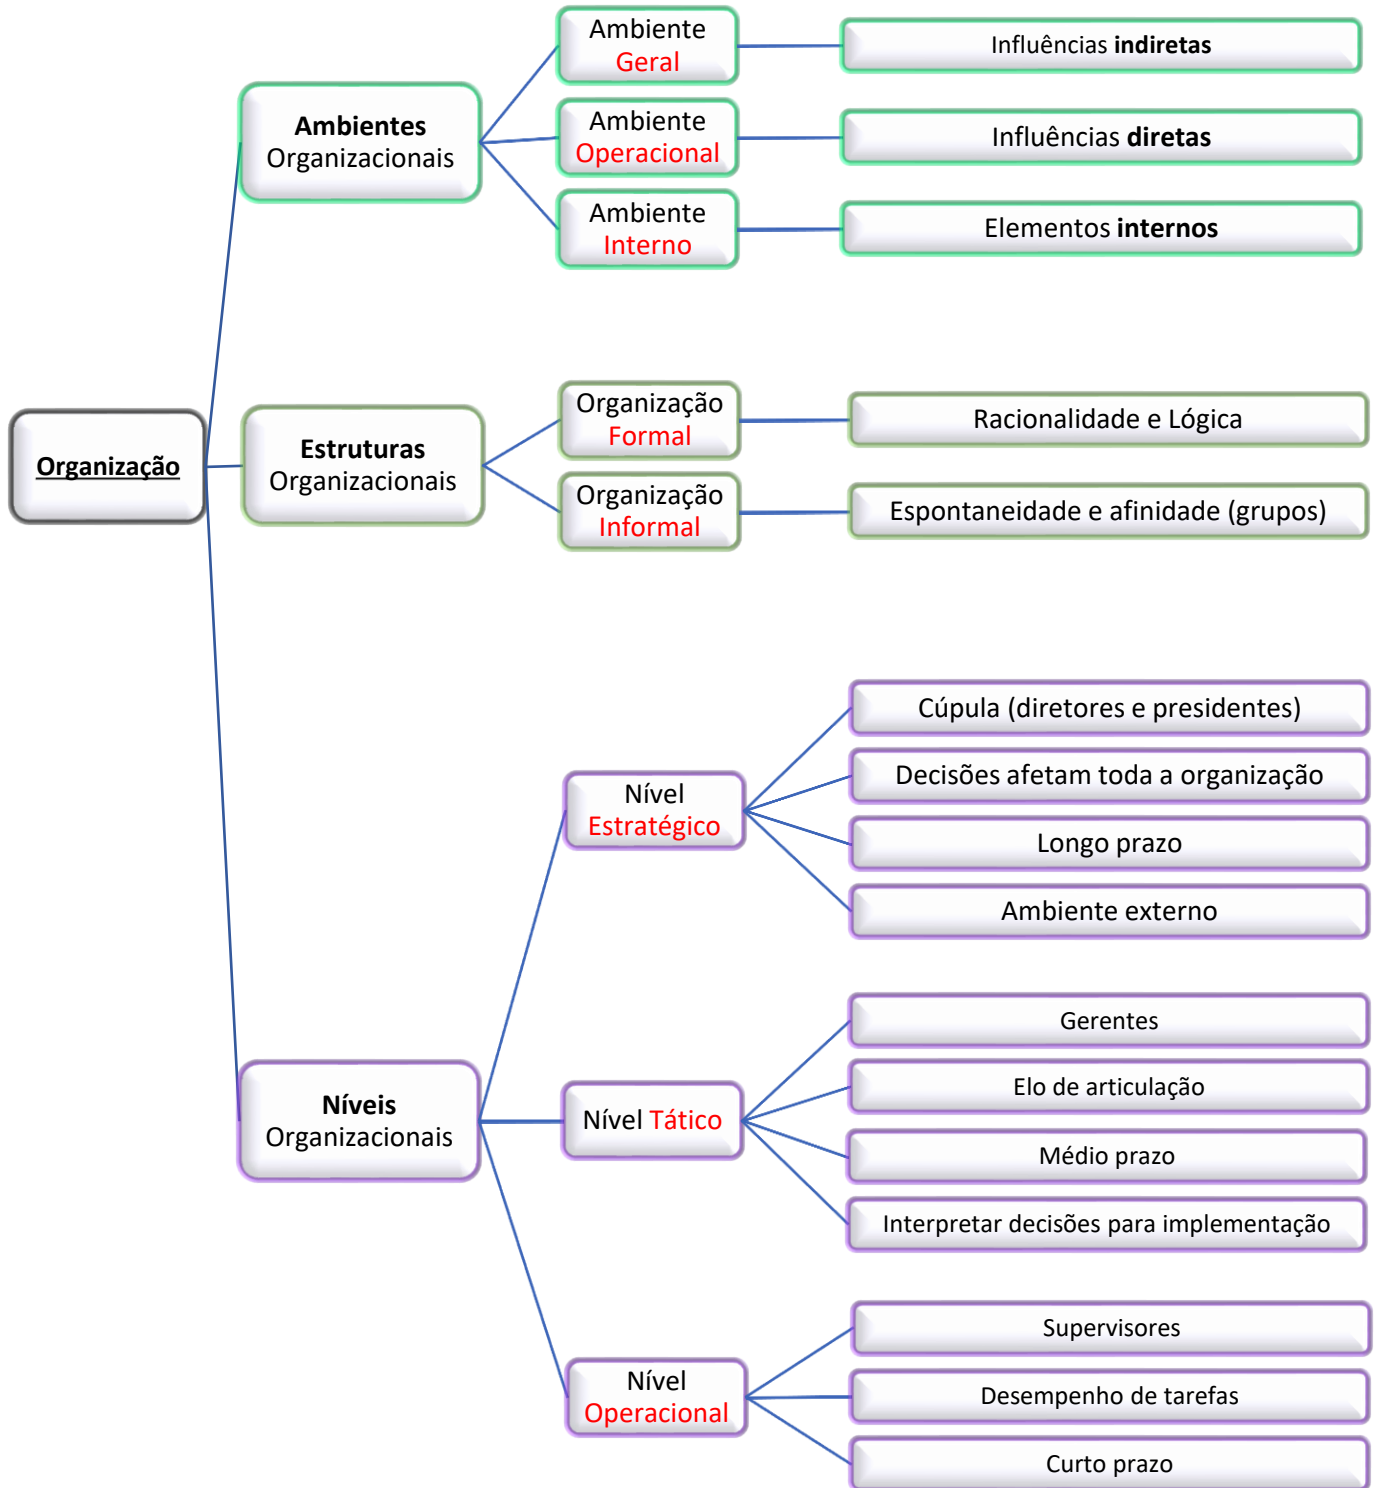 Organização
Ambientes
Organizacionais
Ambiente
Geral
Influências indiretas
Ambiente
Operacional
Influências diretas
Ambiente
Interno
Elementos internos
Estruturas
Organizacionais
Organização
Formal
Racionalidade e Lógica
Organização
Informal
Espontaneidade e afinidade (grupos)
Níveis
Organizacionais
Nível
Estratégico
Cúpula (diretores e presidentes)
Decisões afetam toda a organização
Longo prazo
Ambiente externo
Nível Tático
Gerentes
Elo de articulação
Médio prazo
Interpretar decisões para implementação
Nível
Operacional
Supervisores
Desempenho de tarefas
Curto prazo